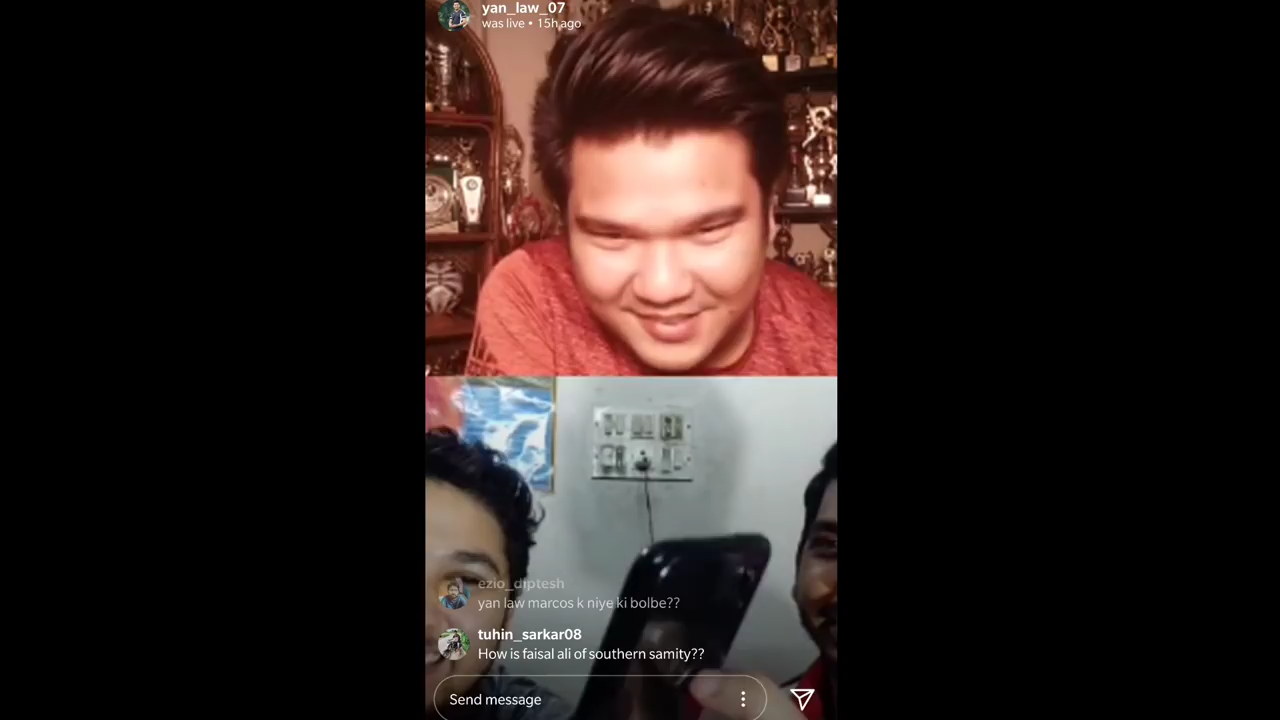 yan_law_07
was live • 15h ago
ezio_diptesh
yan law marcos k niye ki bolbe??
tuhin_sarkar08
How is faisal ali of southern samity??
Send message